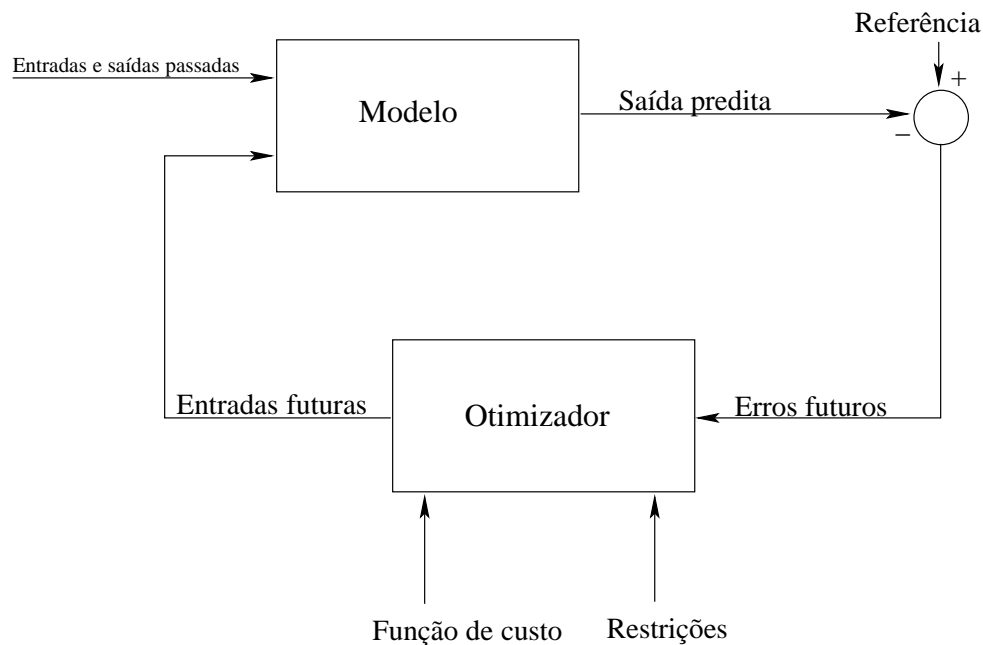 Referência
Entradas e saídas passadas
+
Modelo
Saída predita
−
Entradas futuras
Otimizador
Erros futuros
Função de custo
Restrições